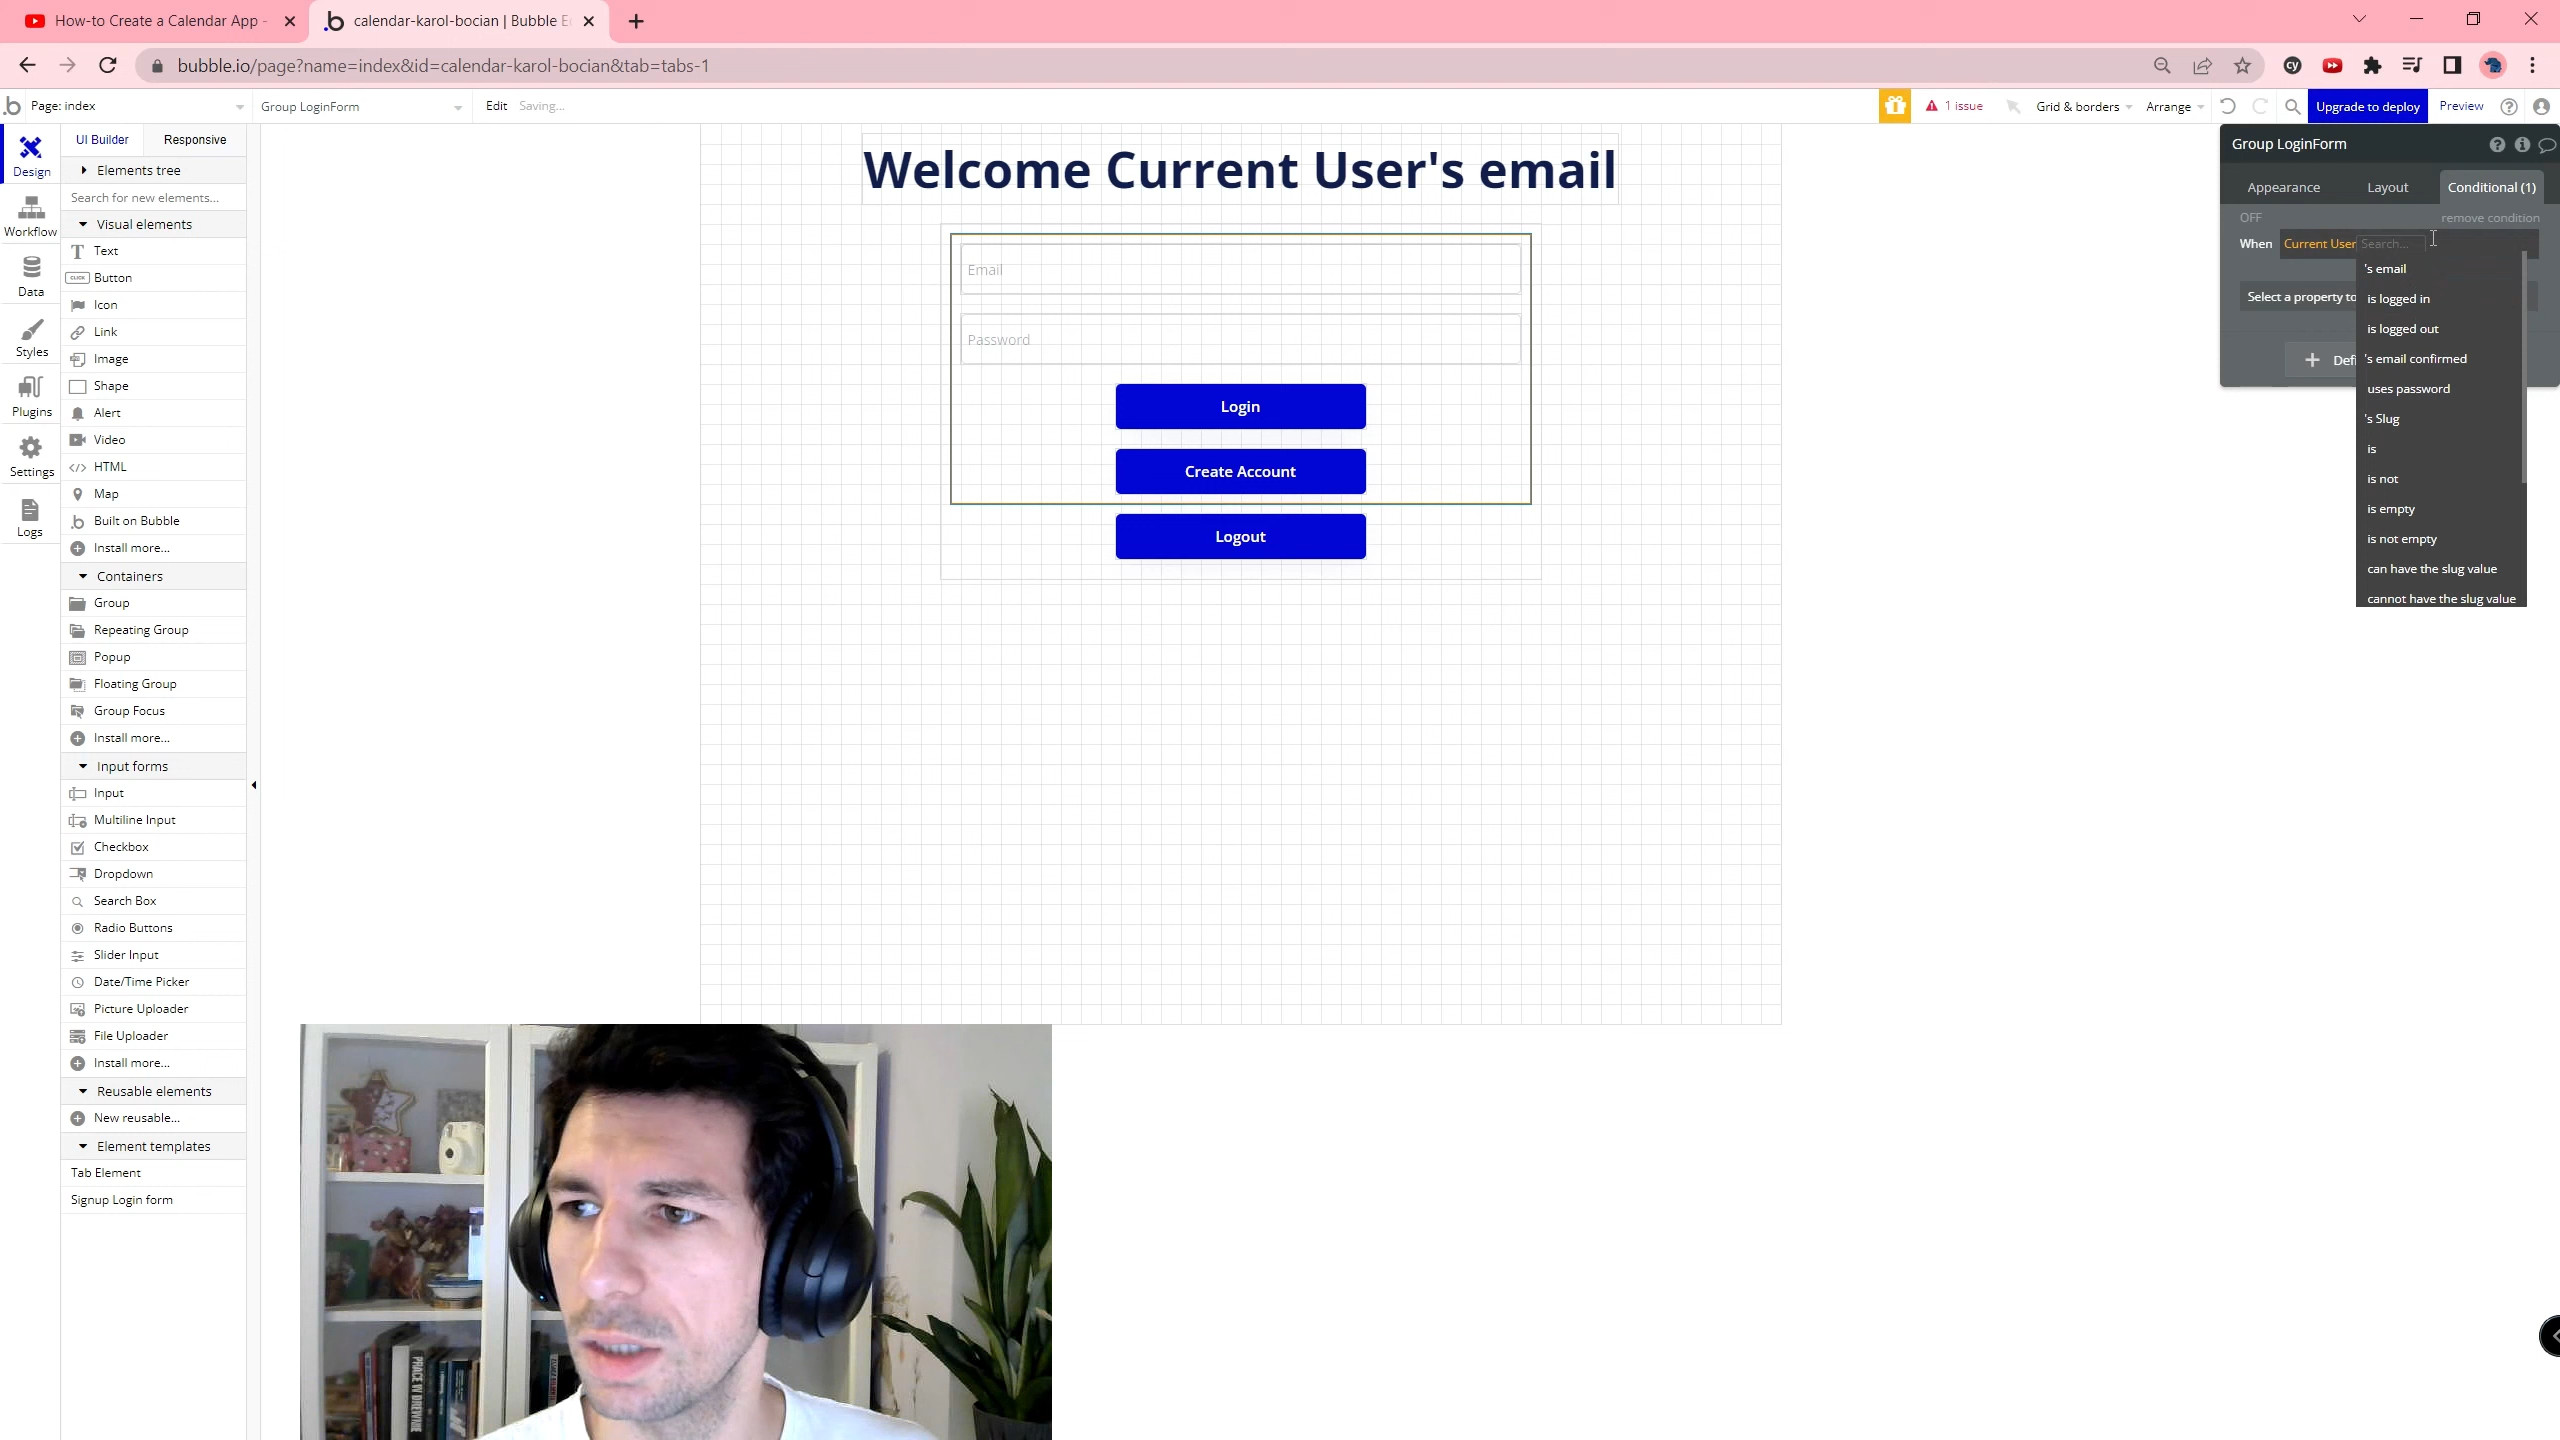 How-to Create a Calendar App -
calendar-karol-bocian | Bubble E
bubble.io/page?name=index&id=calendar-karol-bocian&tab=tabs-1
cy
Page: index
Group LoginForm
Edit
Saving...
1 issue
Grid & borders
Arrange
Upgrade to deploy
Preview
Design
Workflow
Data
Styles
Plugins
Settings
Logs
UI Builder
Responsive
Elements tree
Search for new elements...
Visual elements
Text
Button
Icon
Link
Image
Shape
Alert
Video
HTML
Map
Built on Bubble
Install more...
Containers
Group
Repeating Group
Popup
Floating Group
Group Focus
Install more...
Input forms
Input
Multiline Input
Checkbox
Dropdown
Search Box
Radio Buttons
Slider Input
Date/Time Picker
Picture Uploader
File Uploader
Install more...
Reusable elements
New reusable...
Element templates
Tab Element
Signup Login form
Welcome Current User's email
Email
Password
Login
Create Account
Logout
Group LoginForm
Appearance
Layout
Conditional (1)
OFF
remove condition
When
Current User
Search...
Select a property to
Defi
's email
is logged in
is logged out
's email confirmed
uses password
's Slug
is
is not
is empty
is not empty
can have the slug value
cannot have the slug value
PRACE W DREWNIE